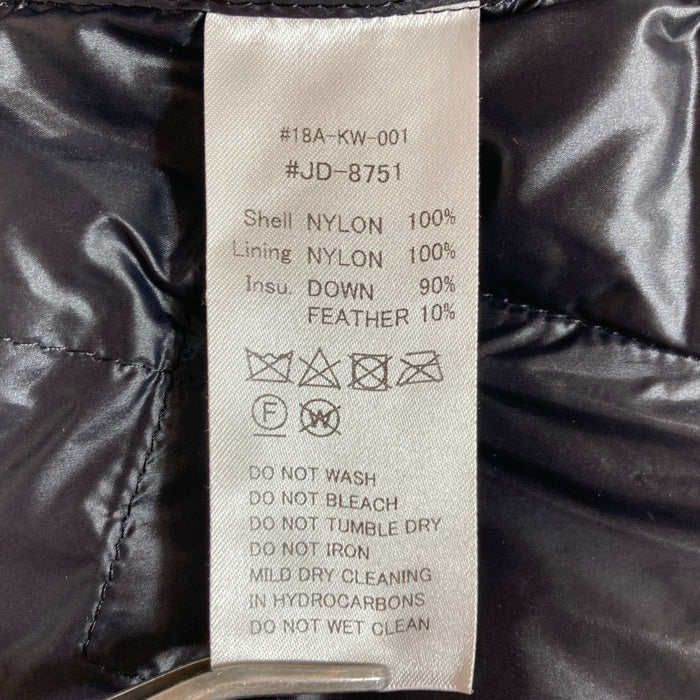 #18A-KW-001
#JD-8751
Shell NYLON 100%
Lining NYLON 100%
Insu. DOWN 90%
FEATHER 10%
F
W
DO NOT WASH
DO NOT BLEACH
DO NOT TUMBLE DRY
DO NOT IRON
MILD DRY CLEANING
IN HYDROCARBONS
DO NOT WET CLEAN